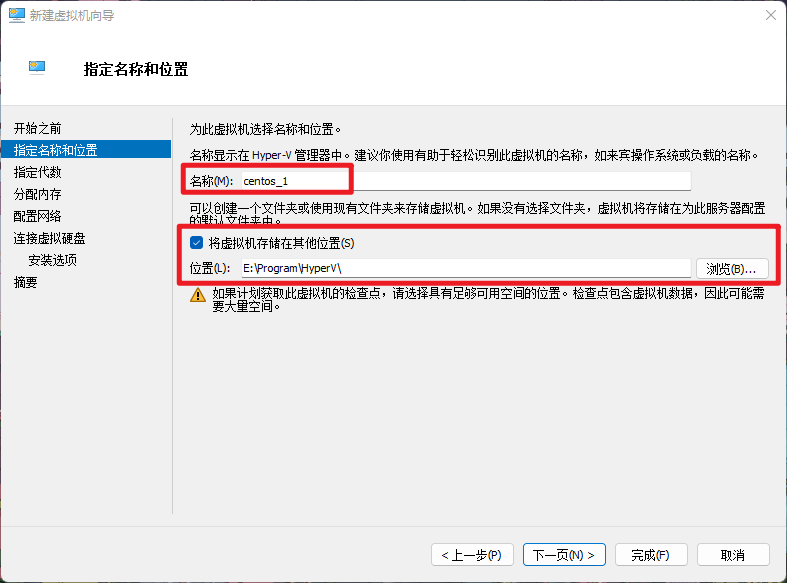 新建虚拟机向导
指定名称和位置
开始之前
指定名称和位置
指定代数
分配内存
配置网络
连接虚拟硬盘
安装选项
摘要
为此虚拟机选择名称和位置。
名称显示在 Hyper-V 管理器中。建议你使用有助于轻松识别此虚拟机的名称，如来宾操作系统或负载的名称。
名称(M): centos_1
可以创建一个文件夹或使用现有文件夹来存储虚拟机。如果没有选择文件夹，虚拟机将存储在为此服务器配置
的默认文件夹中。
将虚拟机存储在其他位置(S)
位置(L): E:\Program\HyperV\ 浏览(B)...
如果计划获取此虚拟机的检查点，请选择具有足够可用空间的位置。检查点包含虚拟机数据，因此可能需
要大量空间。
< 上一步(P) 下一页(N) > 完成(F) 取消